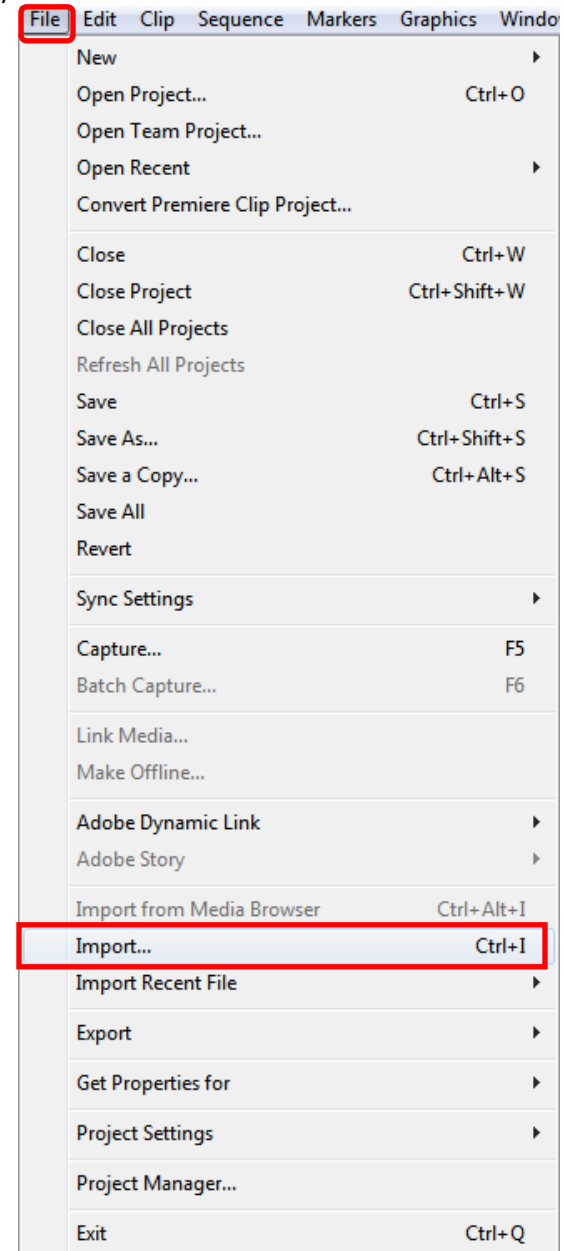 File Edit Clip Sequence Markers Graphics Windo
New
Open Project... Ctrl+O
Open Team Project...
Open Recent
Convert Premiere Clip Project...
Close Ctrl+W
Close Project Ctrl+Shift+W
Close All Projects
Refresh All Projects
Save Ctrl+S
Save As... Ctrl+Shift+S
Save a Copy... Ctrl+Alt+S
Save All
Revert
Sync Settings
Capture... F5
Batch Capture... F6
Link Media...
Make Offline...
Adobe Dynamic Link
Adobe Story
Import from Media Browser Ctrl+Alt+I
Import... Ctrl+I
Import Recent File
Export
Get Properties for
Project Settings
Project Manager...
Exit Ctrl+Q